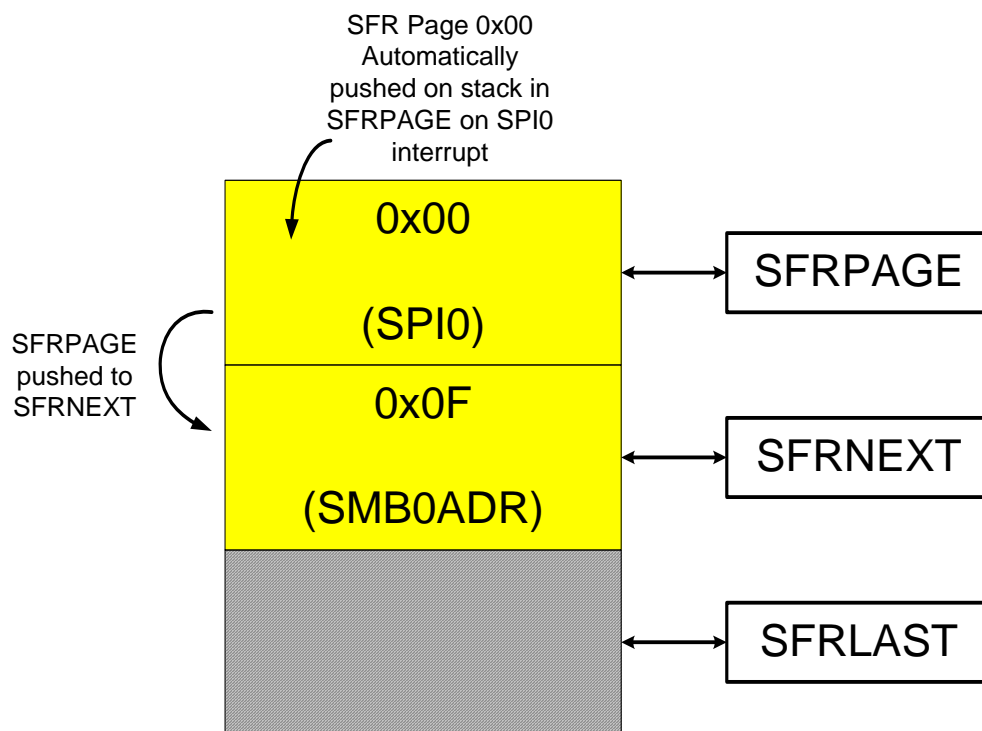 SFR Page 0x00
Automatically
pushed on stack in
SFRPAGE on SPI0
interrupt
0x00
(SPI0)
SFRPAGE
SFRPAGE
pushed to
SFRNEXT
0x0F
(SMB0ADR)
SFRNEXT
SFRLAST